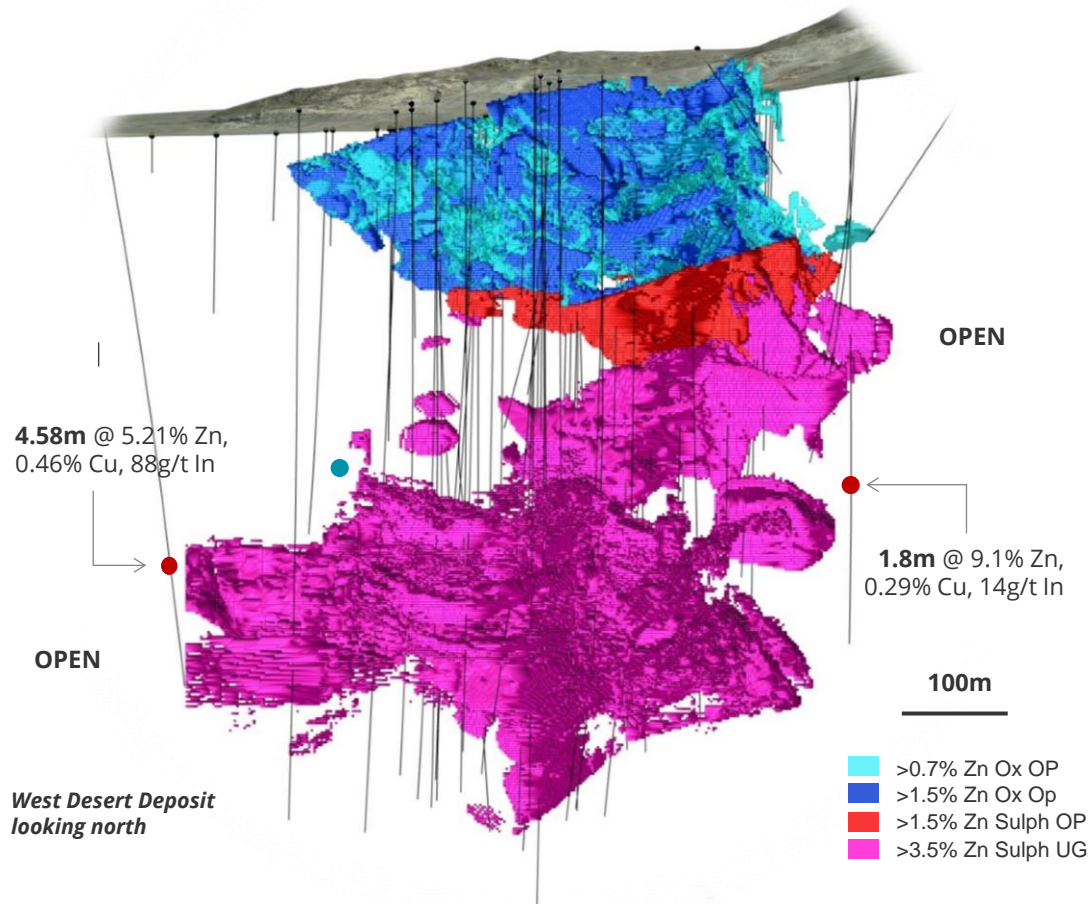 OPEN
4.58m @ 5.21% Zn,
0.46% Cu, 88g/t In
1.8m @ 9.1% Zn,
0.29% Cu, 14g/t In
OPEN
100m
>0.7% Zn Ox OP
>1.5% Zn Ox Op
>1.5% Zn Sulph OP
>3.5% Zn Sulph UG
West Desert Deposit
looking north